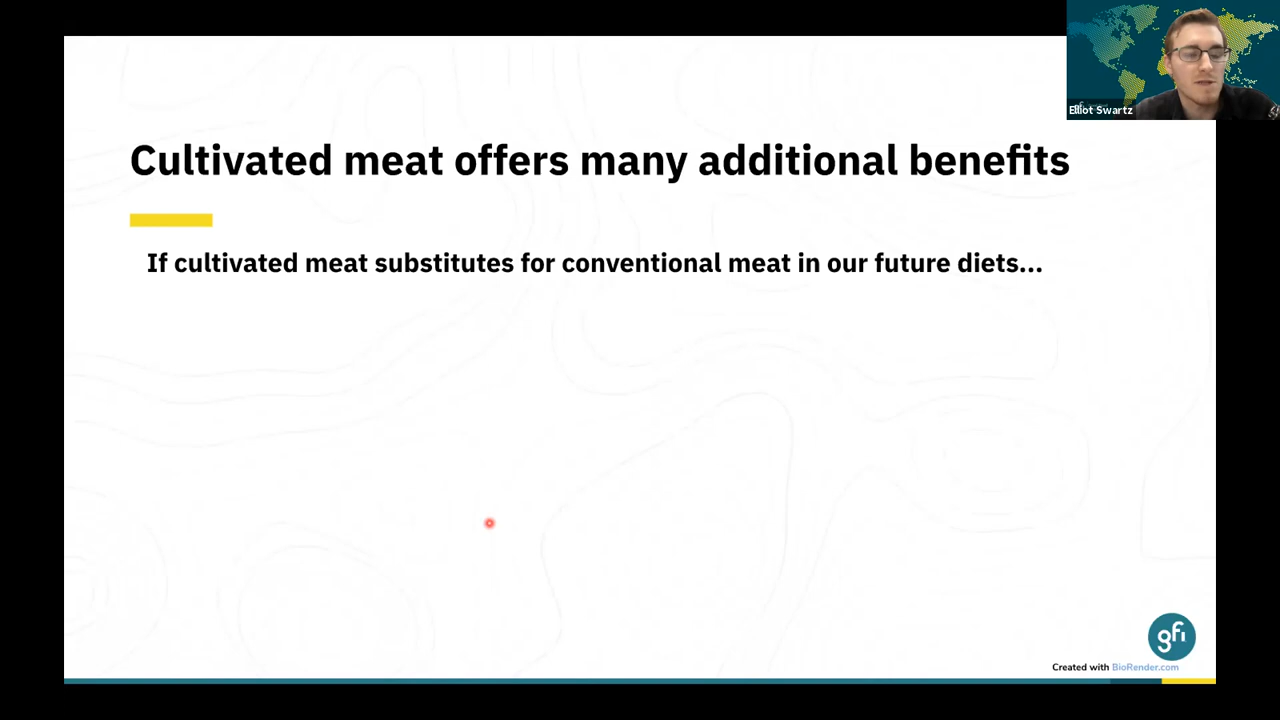 Elliot Swartz
Cultivated meat offers many additional benefits
If cultivated meat substitutes for conventional meat in our future diets...
gfi
Created with BioRender.com